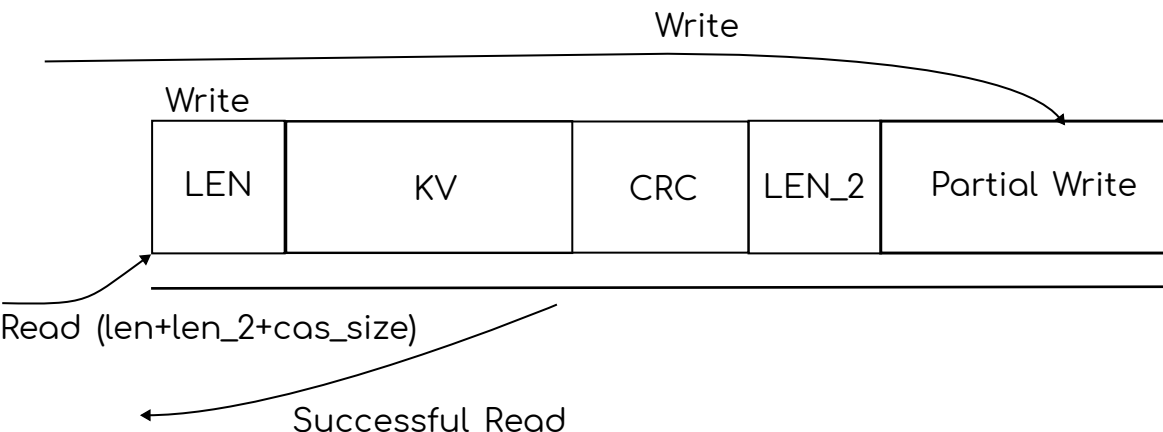 Write
Write
LEN
KV
CRC
LEN_2
Partial Write
Read (len+len_2+cas_size)
Successful Read